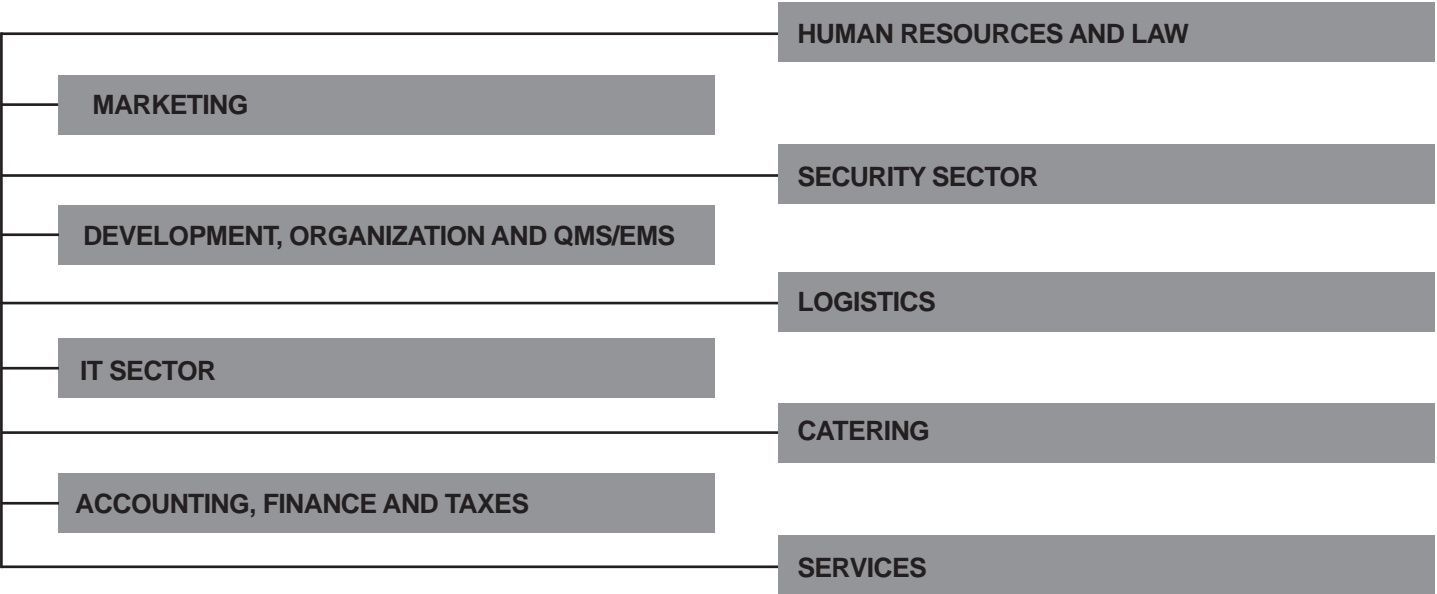 HUMAN RESOURCES AND LAW
MARKETING
SECURITY SECTOR
DEVELOPMENT, ORGANIZATION AND QMS/EMS
LOGISTICS
IT SECTOR
CATERING
ACCOUNTING, FINANCE AND TAXES
SERVICES